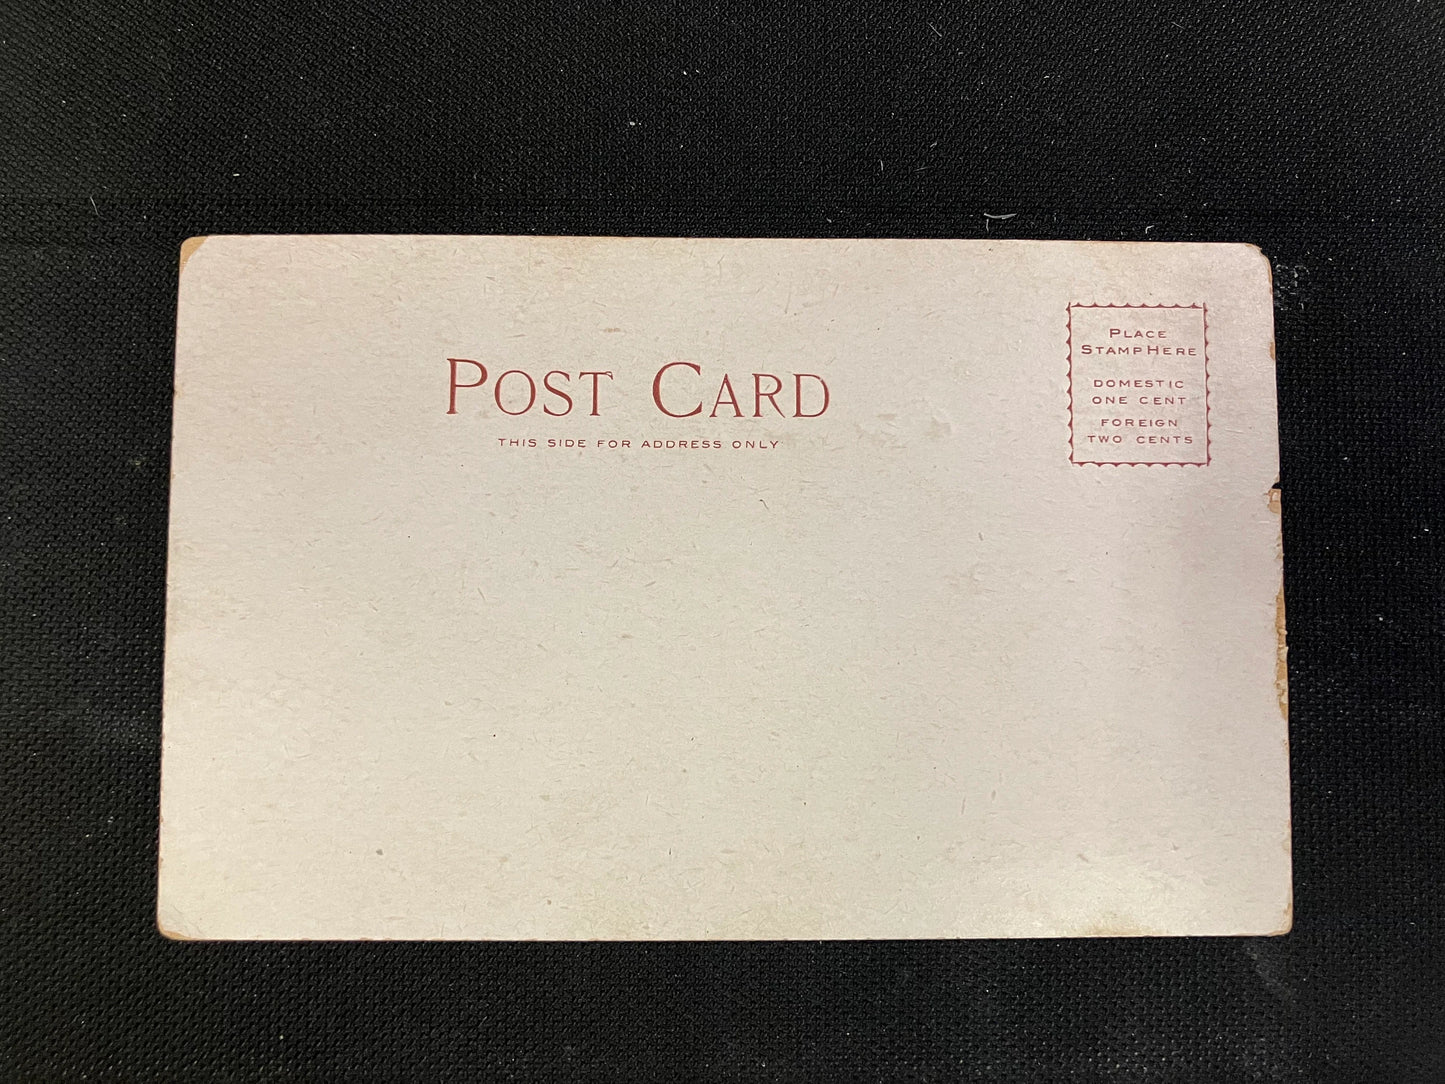 POST CARD
THIS SIDE FOR ADDRESS ONLY
PLACE
STAMP HERE
DOMESTIC
ONE CENT
FOREIGN
TWO CENTS